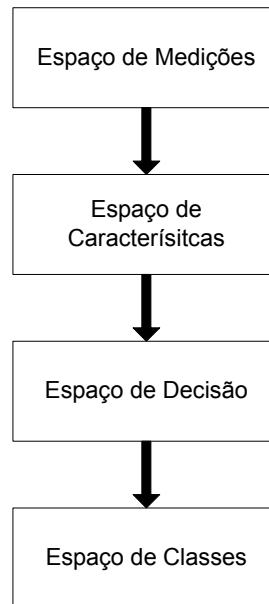 Espaço de Medições
Espaço de
Caracterísitcas
Espaço de Decisão
Espaço de Classes